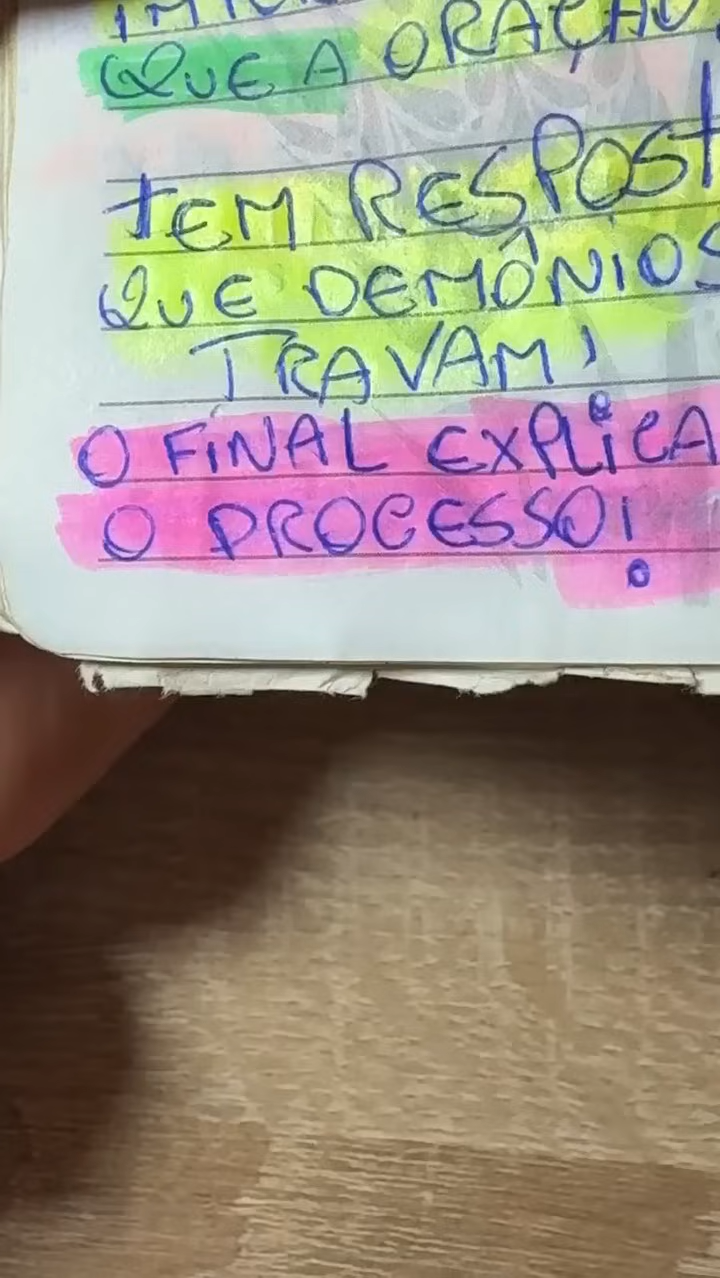 QUE A ORAÇÃO
TEM RESPOST
QUE DEMÔNIOS
TRAVAM!
O FINAL EXPLICA
O PROCESSO!